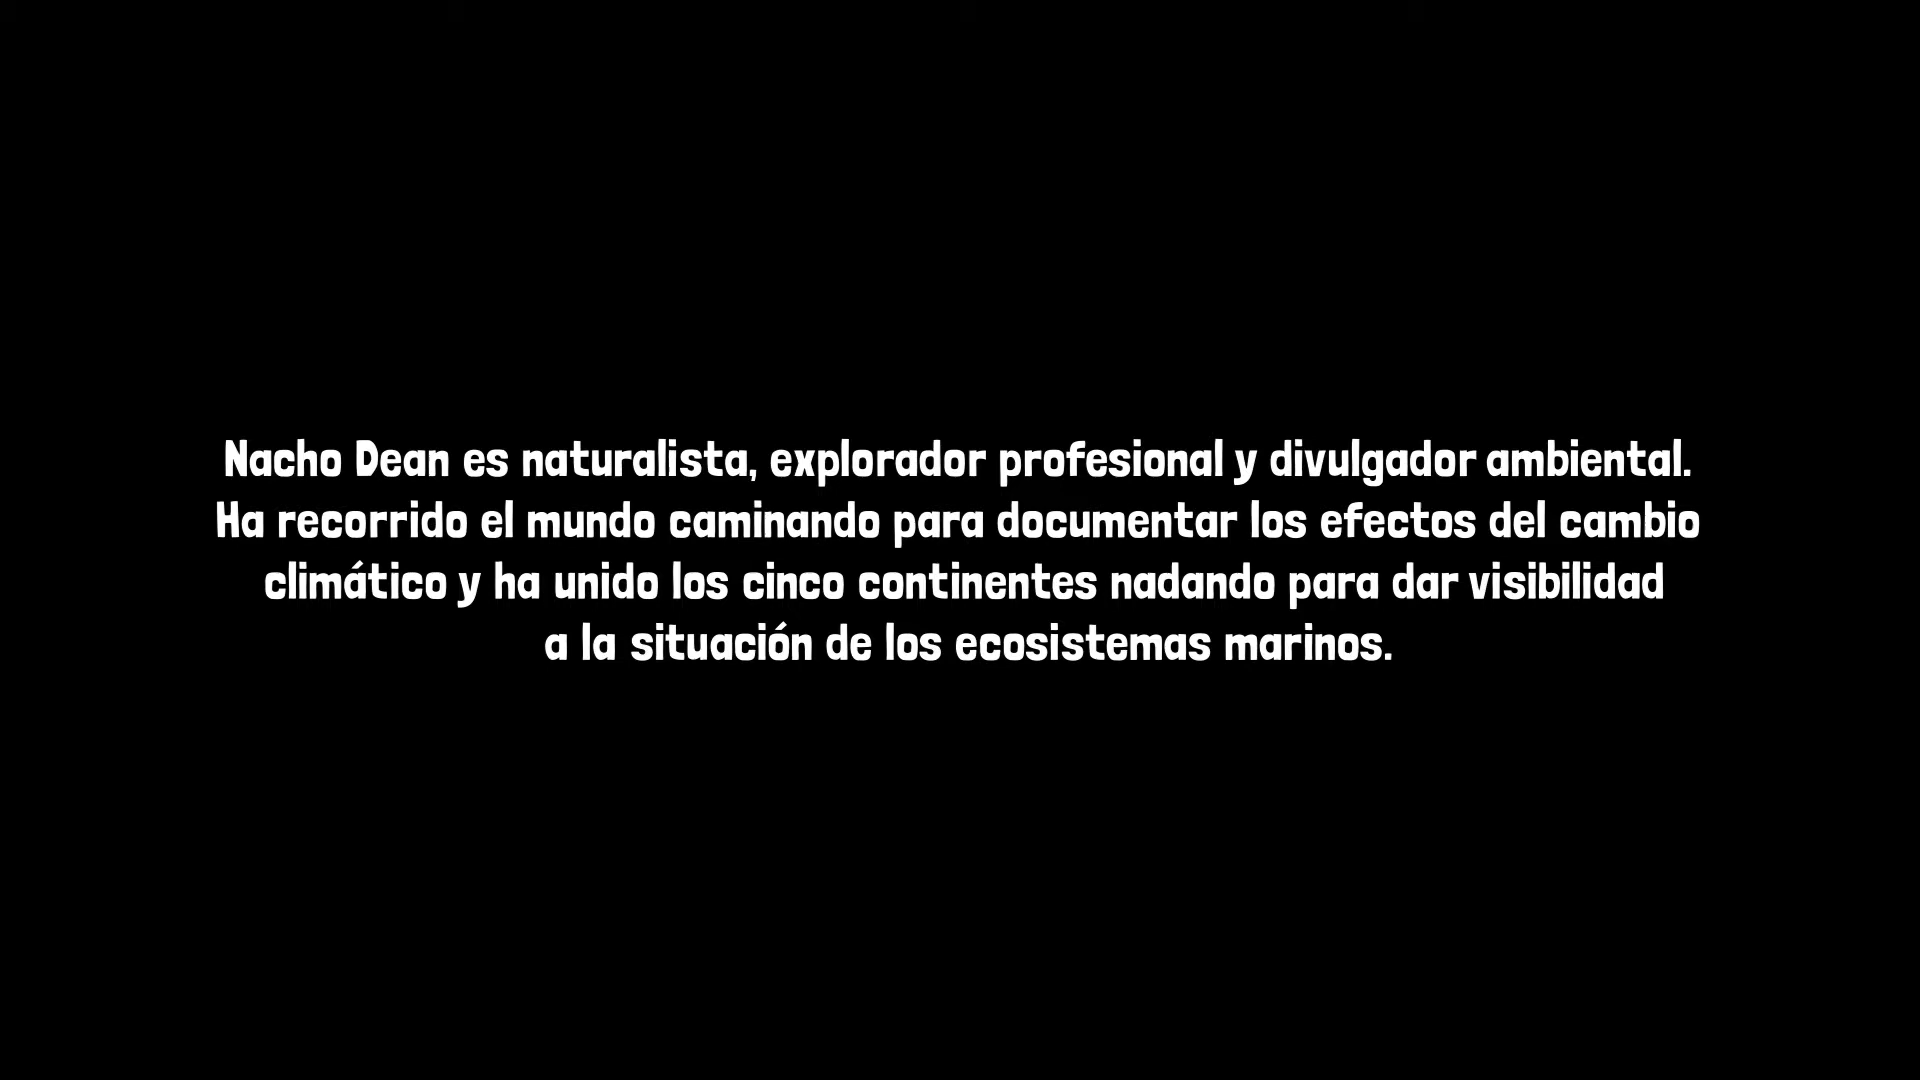 Nacho Dean es naturalista, explorador profesional y divulgador ambiental.
Ha recorrido el mundo caminando para documentar los efectos del cambio
climático y ha unido los cinco continentes nadando para dar visibilidad
a la situación de los ecosistemas marinos.